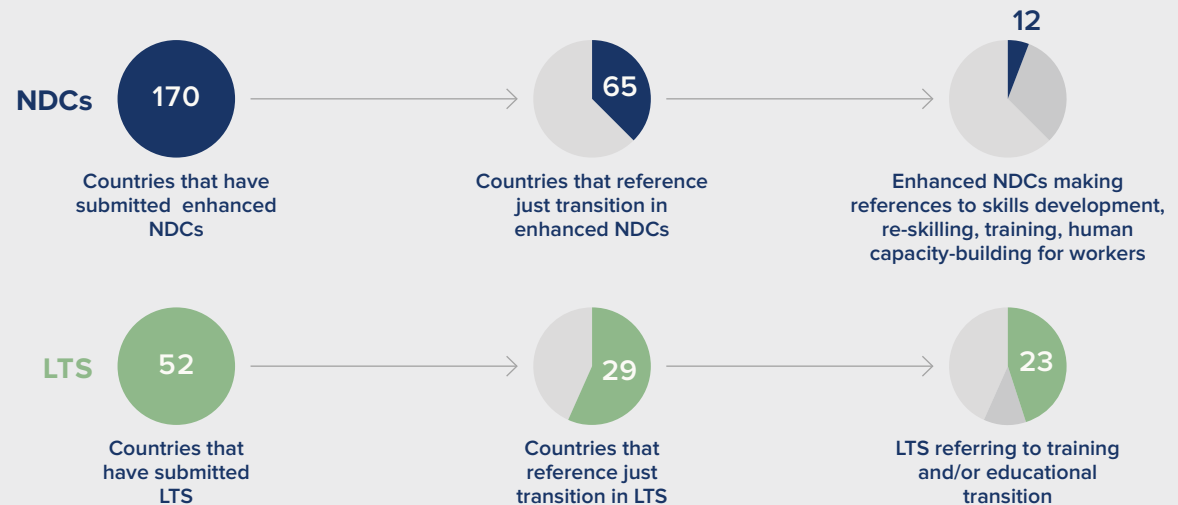 12
NDCs
170
65
Countries that have
submitted enhanced
NDCs
Countries that reference
just transition in
enhanced NDCs
Enhanced NDCs making
references to skills development,
re-skilling, training, human
capacity-building for workers
LTS
52
29
23
Countries that
have submitted
LTS
Countries that
reference just
transition in LTS
LTS referring to training
and/or educational
transition